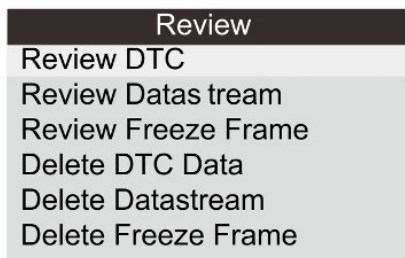 Review
Review DTC
Review Datas tream
Review Freeze Frame
Delete DTC Data
Delete Datastream
Delete Freeze Frame